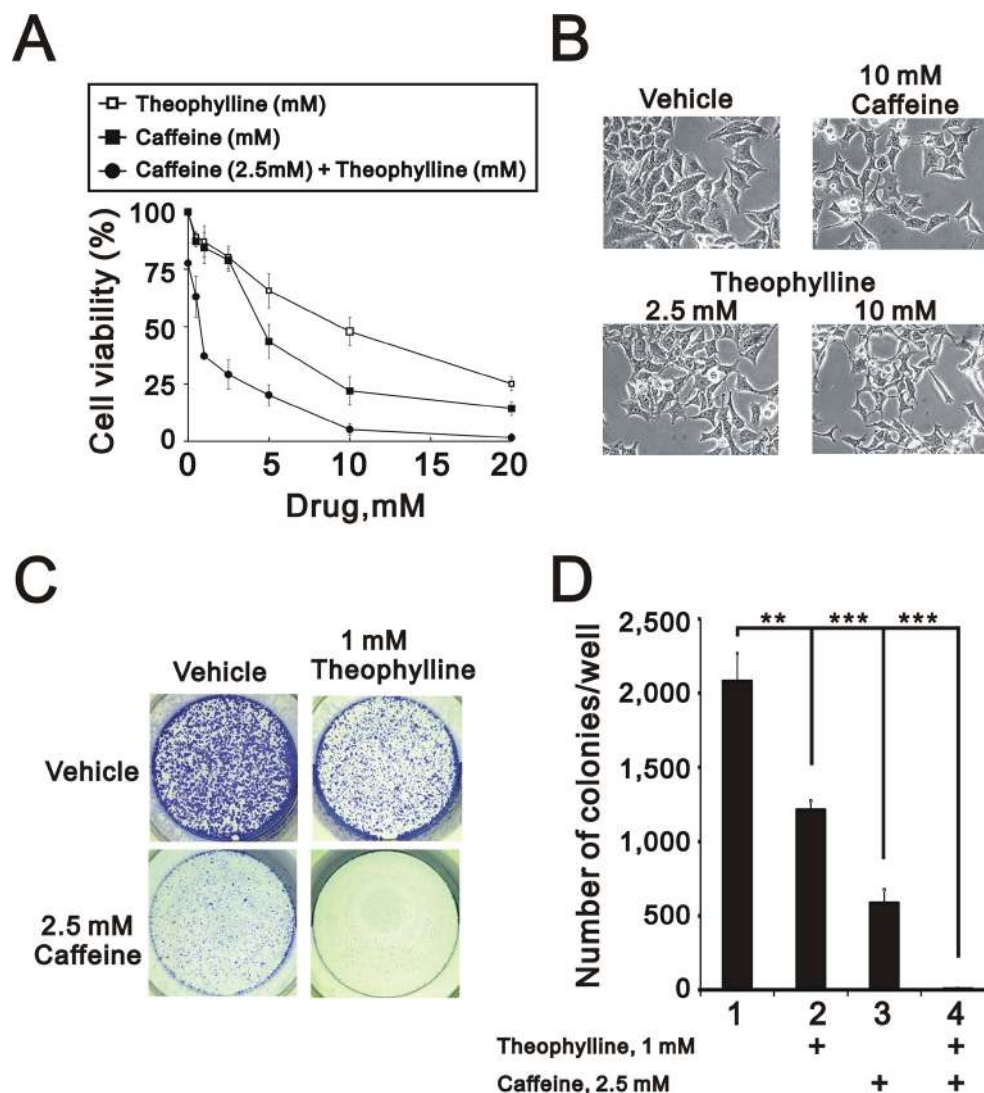 A
Theophylline (mM)
Caffeine (mM)
Caffeine (2.5mM) + Theophylline (mM)
Cell viability (%)
100
75
50
25
0
0
5
10
15
20
Drug,mM
B
Vehicle
10 mM
Caffeine
Theophylline
2.5 mM
10 mM
C
Vehicle
1 mM
Theophylline
Vehicle
2.5 mM
Caffeine
D
Number of colonies/well
2,500
2,000
1,500
1,000
500
0
**
***
***
1
2
3
4
Theophylline, 1 mM
+
+
Caffeine, 2.5 mM
+
+